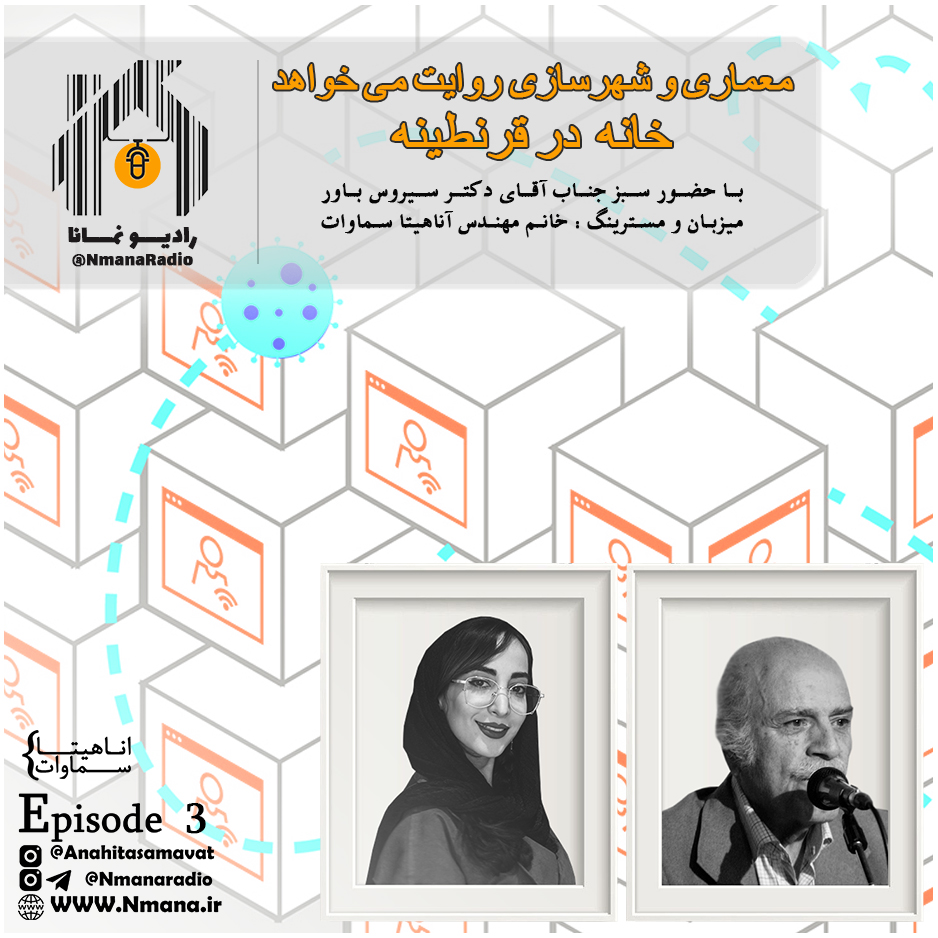 معماری و شهرسازی روایت می خواهد
خانه در قرنطینه
با حضور سبز جناب آقای دکتر سیروس باور
میزبان و مسترینگ : خانم مهندس آناهیتا سماوات
رادیو نمانا
@NmanaRadio
اناهیتا
سماوات}
Episode 3
@Anahitasamavat
@Nmanaradio
WWW.Nmana.ir